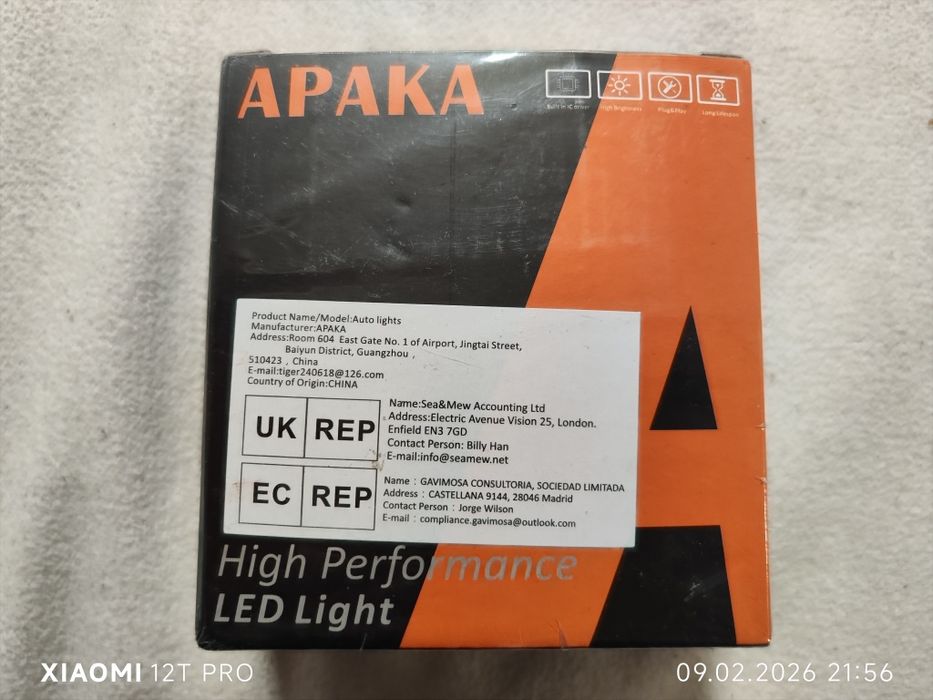 APAKA
Built in IC driver
High Brightness
Plug&Play
Long lifespan
Product Name/Model:Auto lights
Manufacturer:APAKA
Address:Room 604 East Gate No. 1 of Airport, Jingtai Street,
Baiyun District, Guangzhou ,
510423 , China
E-mail:tiger240618@126.com
Country of Origin:CHINA
UK REP
Name:Sea&Mew Accounting Ltd
Address:Electric Avenue Vision 25, London.
Enfield EN3 7GD
Contact Person: Billy Han
E-mail:info@seamew.net
EC REP
Name : GAVIMOSA CONSULTORIA, SOCIEDAD LIMITADA
Address : CASTELLANA 9144, 28046 Madrid
Contact Person : Jorge Wilson
E-mail : compliance.gavimosa@outlook.com
High Performance
LED Light
A
XIAOMI 12T PRO
09.02.2026 21:56